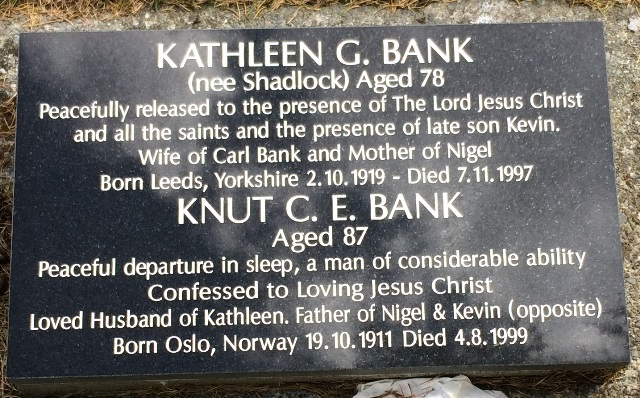 KATHLEEN G. BANK
(nee Shadlock) Aged 78
Peacefully released to the presence of The Lord Jesus Christ
and all the saints and the presence of late son Kevin.
Wife of Carl Bank and Mother of Nigel
Born Leeds, Yorkshire 2.10.1919 - Died 7.11.1997
KNUT C. E. BANK
Aged 87
Peaceful departure in sleep, a man of considerable ability
Confessed to Loving Jesus Christ
Loved Husband of Kathleen. Father of Nigel & Kevin (opposite)
Born Oslo, Norway 19.10.1911 Died 4.8.1999